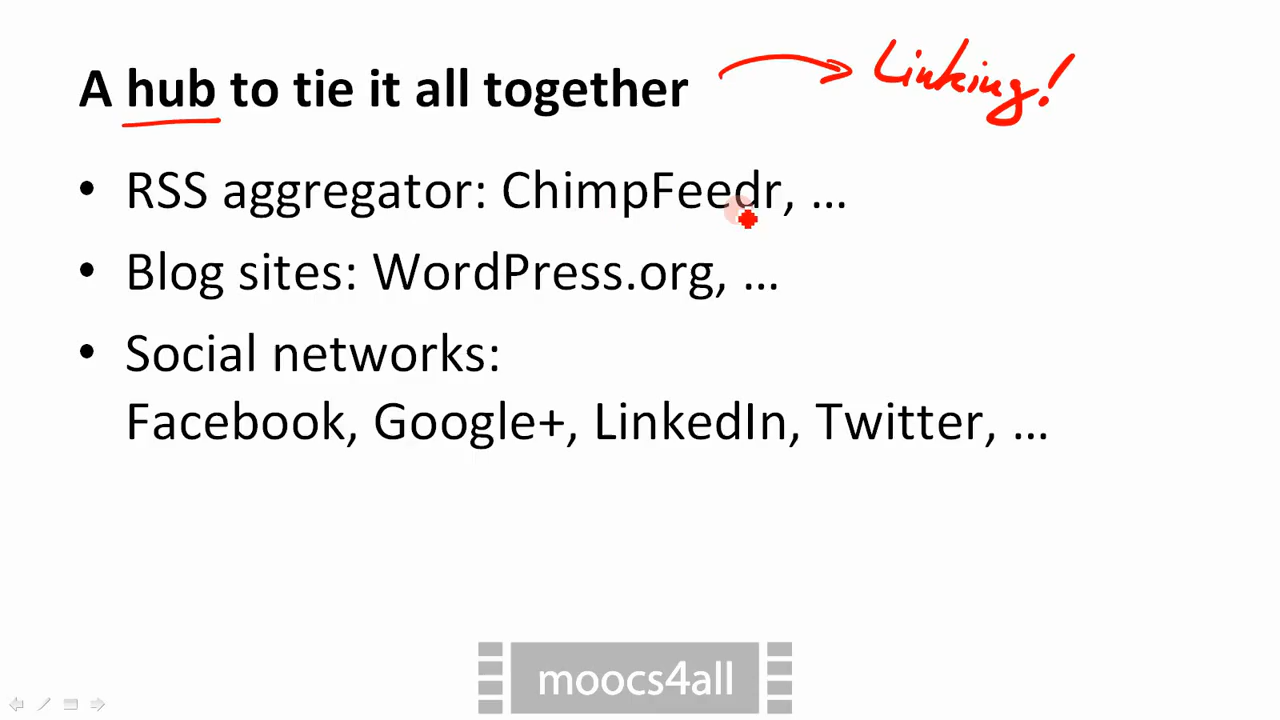 A hub to tie it all together Linking!
• RSS aggregator: ChimpFeedr, ...
• Blog sites: WordPress.org, ...
• Social networks:
Facebook, Google+, LinkedIn, Twitter, ...
moocs4all